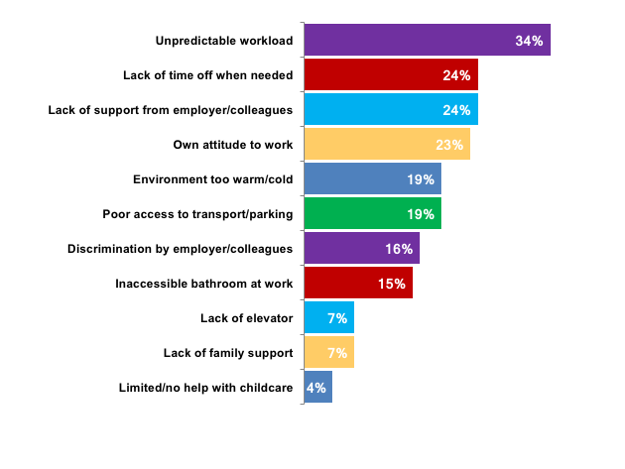 Unpredictable workload 34%
Lack of time off when needed 24%
Lack of support from employer/colleagues 24%
Own attitude to work 23%
Environment too warm/cold 19%
Poor access to transport/parking 19%
Discrimination by employer/colleagues 16%
Inaccessible bathroom at work 15%
Lack of elevator 7%
Lack of family support 7%
Limited/no help with childcare 4%